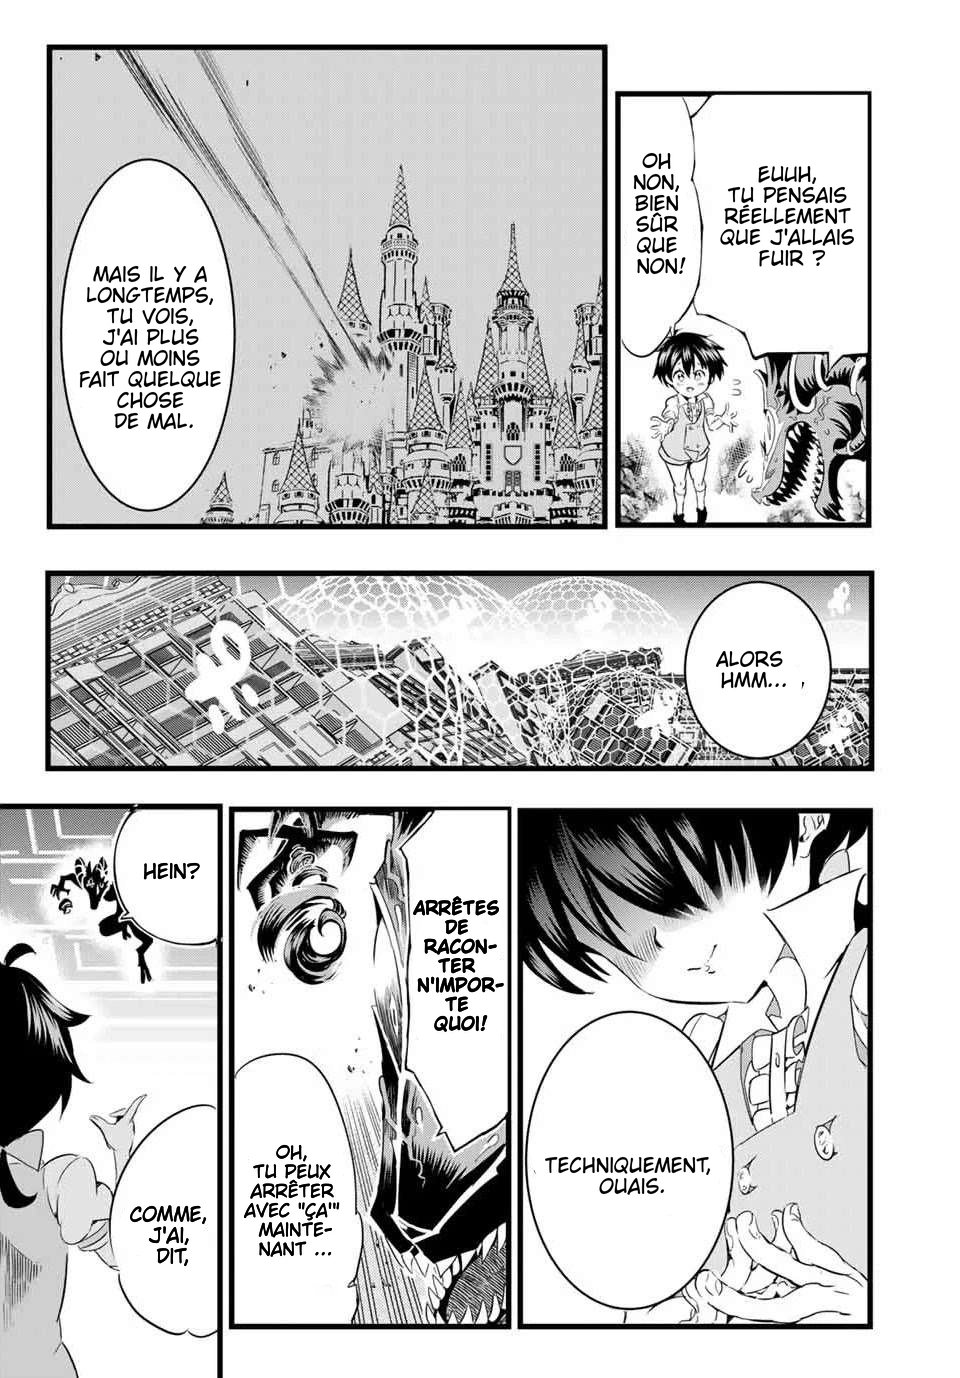 EUUH,
TU PENSAIS
RÉELLEMENT
QUE J'ALLAIS
FUIR ?
OH
NON,
BIEN
SÛR
QUE
NON!
MAIS IL Y A
LONGTEMPS,
TU VOIS,
J'AI PLUS
OU MOINS
FAIT QUELQUE
CHOSE
DE MAL.
ALORS
HMM... ,
TECHNIQUEMENT,
OUAIS.
ARRÊTES
DE
RACON-
TER
N'IMPOR-
TE
QUOI!
OH,
TU PEUX
ARRÊTER
AVEC "ÇA'"
MAINTE-
NANT ...
HEIN?
COMME,
J'AI,
DIT,